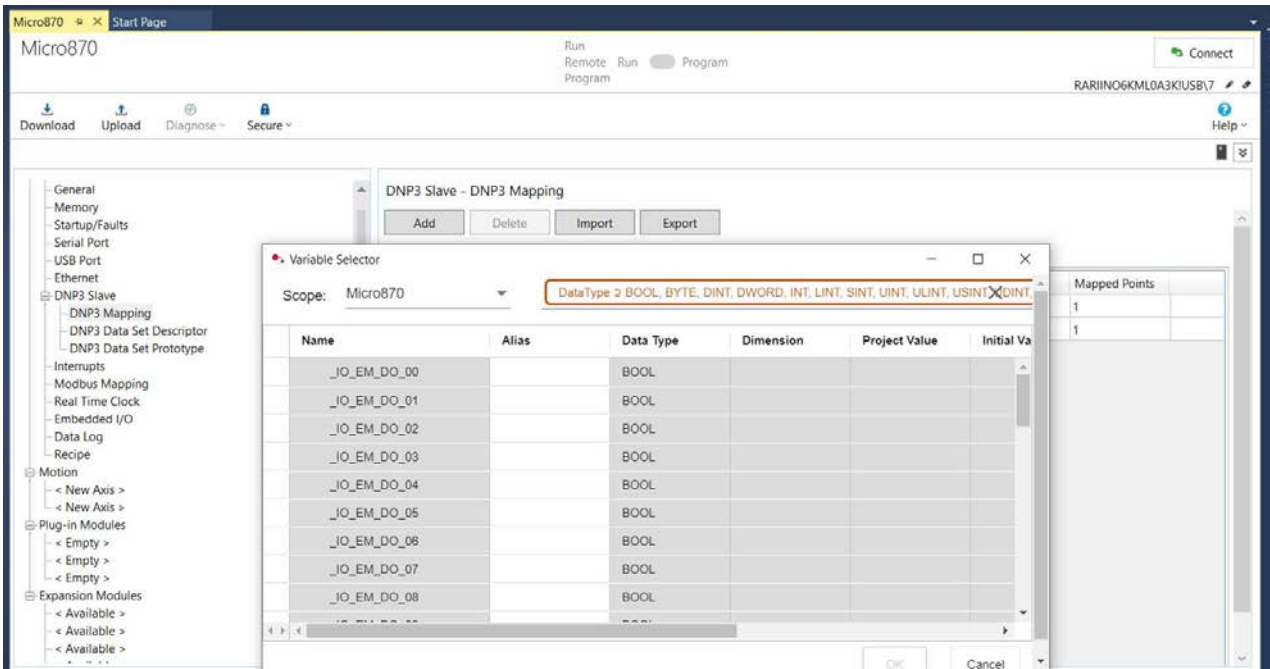 Micro870 Start Page
Micro870
Run
Remote Run Program
Program
Connect
RARIINO6KML0A3K!USB\7
Download Upload Diagnose Secure
Help
General
Memory
Startup/Faults
Serial Port
USB Port
Ethernet
DNP3 Slave
DNP3 Mapping
DNP3 Data Set Descriptor
DNP3 Data Set Prototype
Interrupts
Modbus Mapping
Real Time Clock
Embedded I/O
Data Log
Recipe
Motion
< New Axis >
< New Axis >
Plug-in Modules
< Empty >
< Empty >
< Empty >
Expansion Modules
< Available >
< Available >
< Available >
DNP3 Slave - DNP3 Mapping
Add Delete Import Export
Mapped Points
1
1
Variable Selector
Scope: Micro870 DataType ⊇ BOOL, BYTE, DINT, DWORD, INT, LINT, SINT, UINT, ULINT, USINT, DINT,
Name Alias Data Type Dimension Project Value Initial Va
_IO_EM_DO_00 BOOL
_IO_EM_DO_01 BOOL
_IO_EM_DO_02 BOOL
_IO_EM_DO_03 BOOL
_IO_EM_DO_04 BOOL
_IO_EM_DO_05 BOOL
_IO_EM_DO_06 BOOL
_IO_EM_DO_07 BOOL
_IO_EM_DO_08 BOOL
OK Cancel